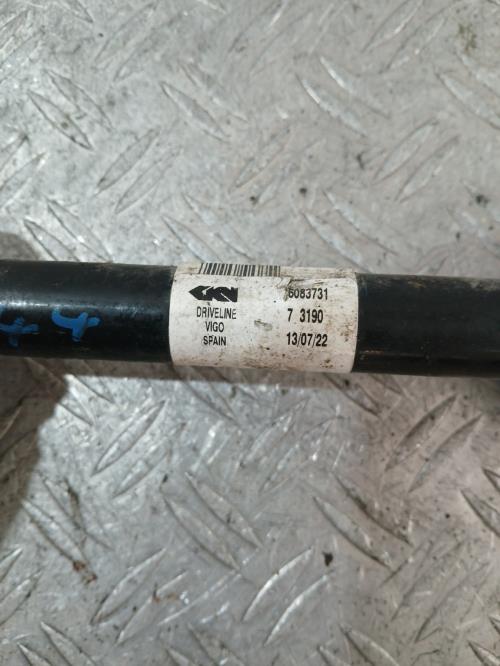 GKN 6083731
DRIVELINE 7 3190
VIGO
SPAIN 13/07/22